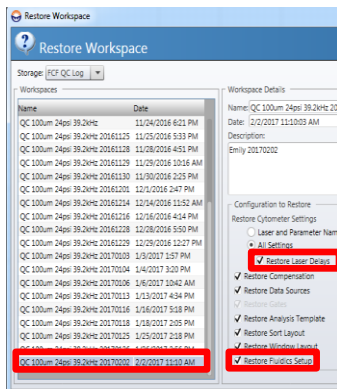 Restore Workspace
Restore Workspace
Storage: FCF QC Log
Workspaces
Name Date
QC 100um 24psi 39.2kHz 11/24/2016 6:21 PM
QC 100um 24psi 39.2kHz 20161125 11/25/2016 5:33 PM
QC 100um 24psi 39.2kHz 20161128 11/28/2016 4:51 PM
QC 100um 24psi 39.2kHz 20161129 11/29/2016 10:16 AM
QC 100um 24psi 39.2kHz 20161130 11/30/2016 2:25 PM
QC 100um 24psi 39.2kHz 20161201 12/1/2016 2:47 PM
QC 100um 24psi 39.2kHz 20161214 12/14/2016 11:52 AM
QC 100um 24psi 39.2kHz 20161216 12/16/2016 4:14 PM
QC 100um 24psi 39.2kHz 20161228 12/28/2016 5:50 PM
QC 100um 24psi 39.2kHz 20161229 12/29/2016 12:27 PM
QC 100um 24psi 39.2kHz 20170103 1/3/2017 1:57 PM
QC 100um 24psi 39.2kHz 20170104 1/4/2017 3:20 PM
QC 100um 24psi 39.2kHz 20170106 1/6/2017 10:42 AM
QC 100um 24psi 39.2kHz 20170113 1/13/2017 4:34 PM
QC 100um 24psi 39.2kHz 20170116 1/16/2017 5:18 PM
QC 100um 24psi 39.2kHz 20170118 1/18/2017 2:05 PM
QC 100um 24psi 39.2kHz 20170125 1/25/2017 2:18 PM
QC 100um 24psi 39.2kHz 20170202 2/2/2017 11:10 AM
Workspace Details
Name: QC 100um 24psi 39.2kHz 20
Date: 2/2/2017 11:10:03 AM
Description:
Emily 20170202
Configuration to Restore
Restore Cytometer Settings
Laser and Parameter Nam
All Settings
Restore Laser Delays
Restore Compensation
Restore Data Sources
Restore Gates
Restore Analysis Template
Restore Sort Layout
Restore Window Layout
Restore Fluidics Setup